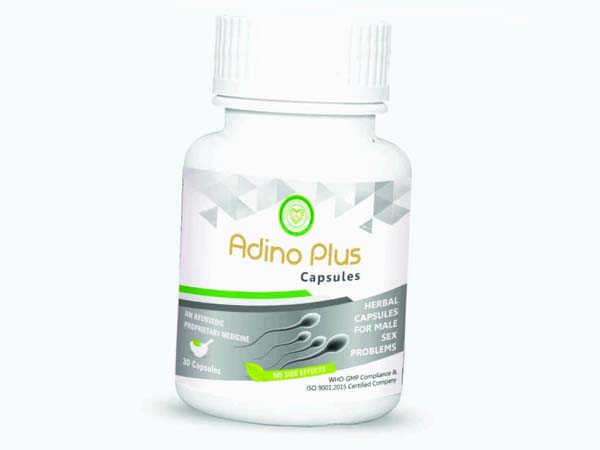 Adino Plus
Capsules
AN AYURVEDIC
PROPRIETARY MEDICINE
30 Capsules
HERBAL
CAPSULES
FOR MALE
SEX
PROBLEMS
NO SIDE EFFECTS
WHO-GMP Compliance &
ISO 9001:2015 Certified Company